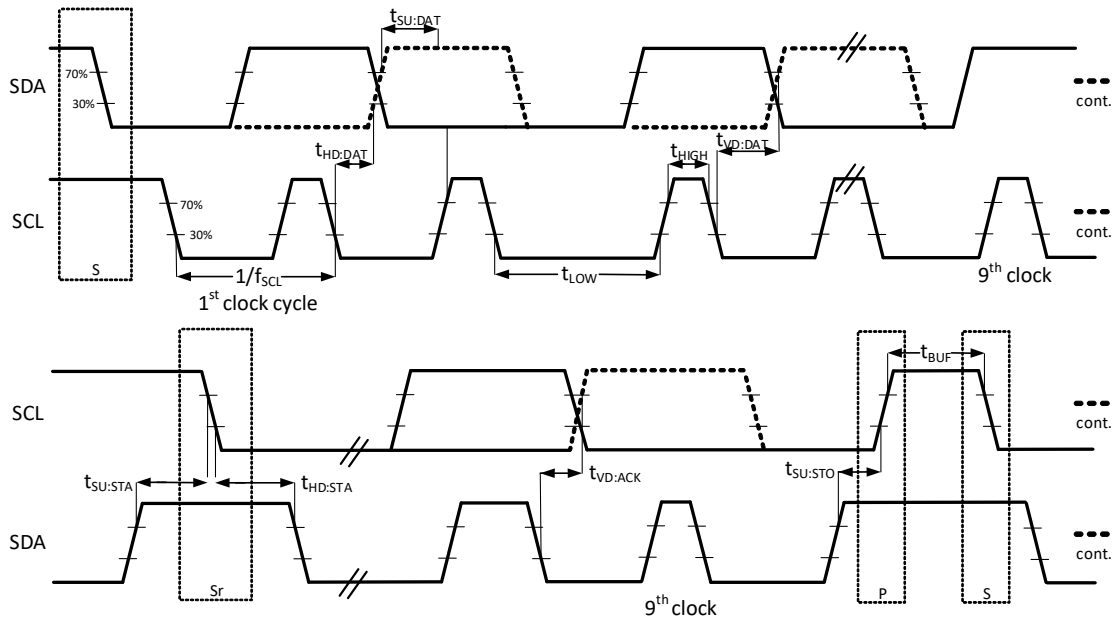 tSU:DAT
SDA
70%
30%
cont.
tHD:DAT
tHIGH
tVD:DAT
SCL
70%
30%
cont.
S
1/fSCL
tLOW
9th clock
1st clock cycle
tBUF
SCL
cont.
tSU:STA
tHD:STA
tVD:ACK
tSU:STO
SDA
cont.
Sr
9th clock
P
S